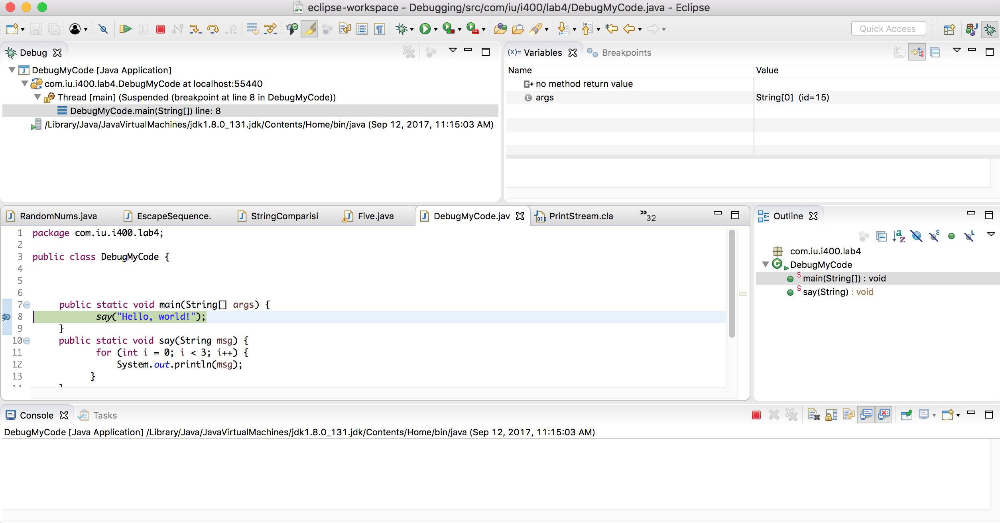 eclipse-workspace - Debugging/src/com/iu/i400/lab4/DebugMyCode.java - Eclipse
Quick Access
Debug
DebugMyCode [Java Application]
com.iu.i400.lab4.DebugMyCode at localhost:55440
Thread [main] (Suspended (breakpoint at line 8 in DebugMyCode))
DebugMyCode.main(String[]) line: 8
/Library/Java/JavaVirtualMachines/jdk1.8.0_131.jdk/Contents/Home/bin/java (Sep 12, 2017, 11:15:03 AM)
(x)= Variables Breakpoints
Name Value
no method return value
args String[0] (id=15)
RandomNums.java EscapeSequence. StringComparisi Five.java DebugMyCode.jav PrintStream.cla »32
1 package com.iu.i400.lab4;
2
3 public class DebugMyCode {
4
5
6
7 public static void main(String[] args) {
8 say("Hello, world!");
9 }
10 public static void say(String msg) {
11 for (int i = 0; i < 3; i++) {
12 System.out.println(msg);
13 }
Outline
com.iu.i400.lab4
DebugMyCode
main(String[]) : void
say(String) : void
Console Tasks
DebugMyCode [Java Application] /Library/Java/JavaVirtualMachines/jdk1.8.0_131.jdk/Contents/Home/bin/java (Sep 12, 2017, 11:15:03 AM)